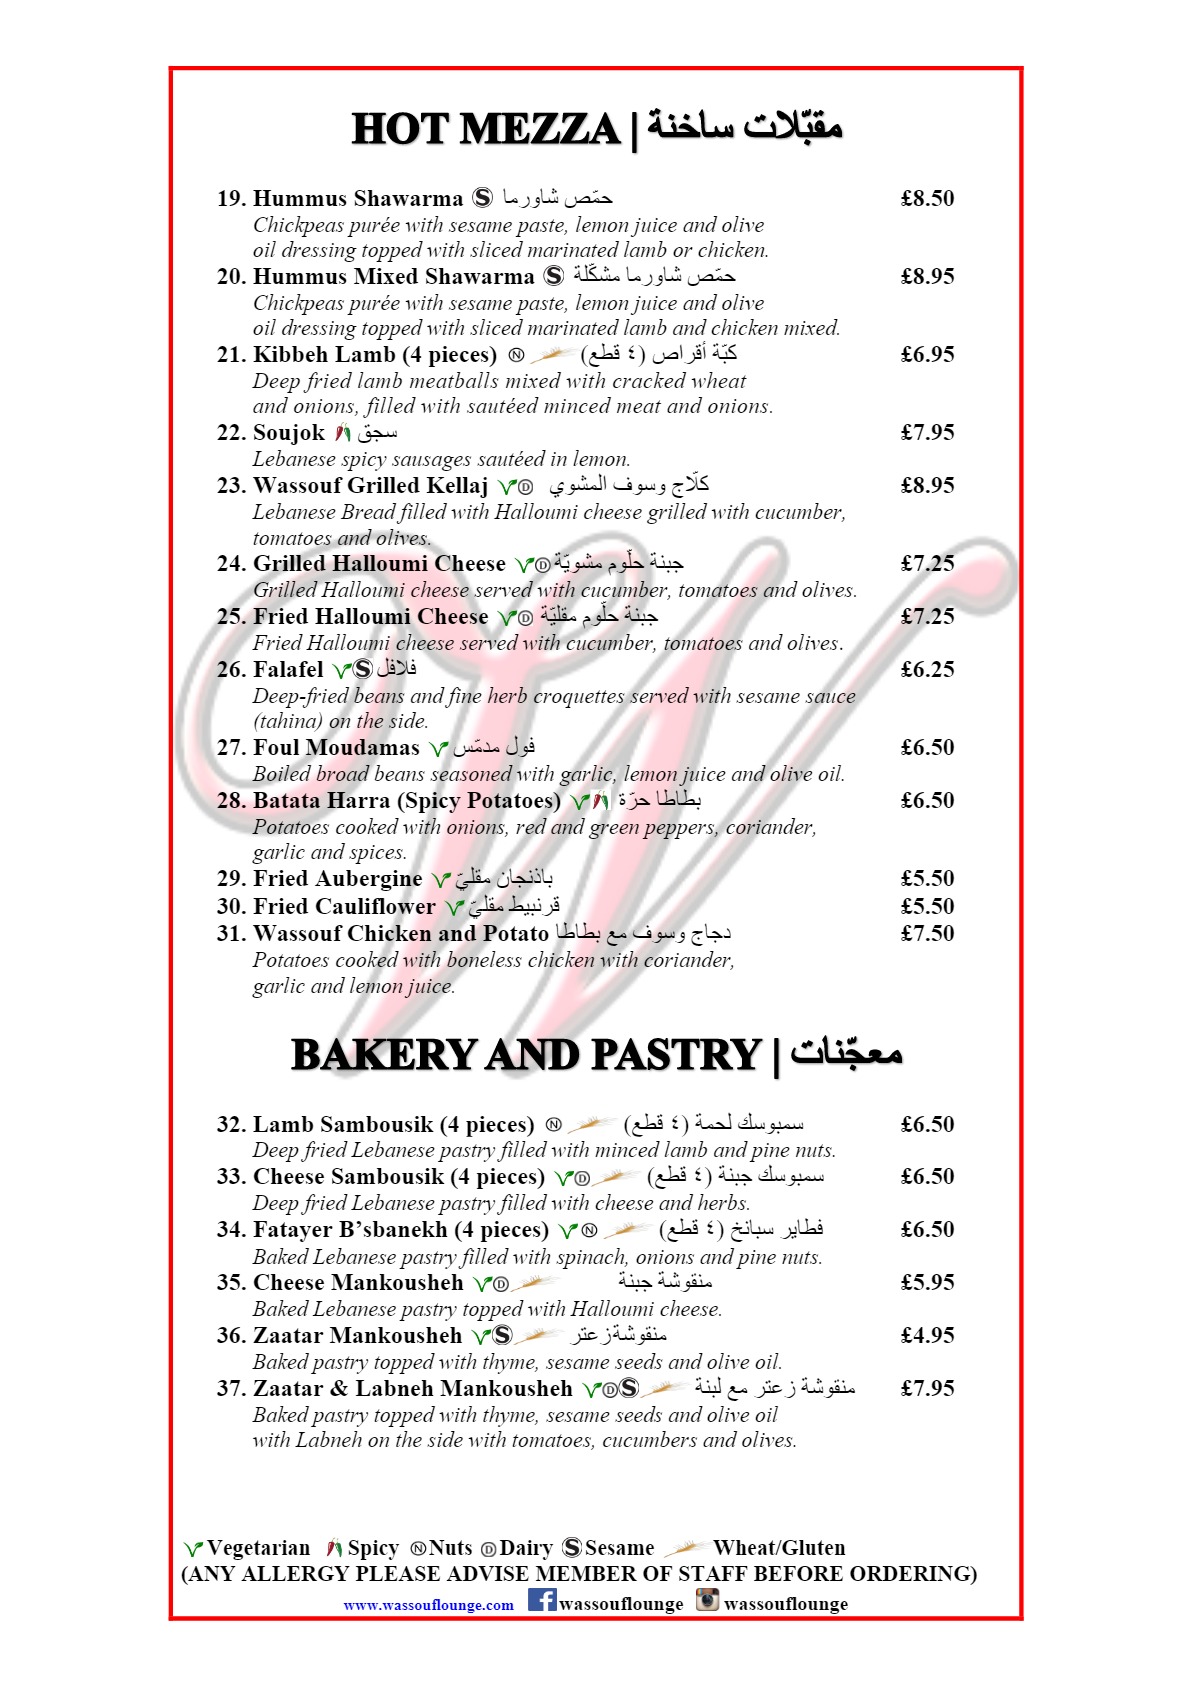 HOT MEZZA | مقبّلات ساخنة
19. Hummus Shawarma Ⓢ حمّص شاورما £8.50
Chickpeas purée with sesame paste, lemon juice and olive
oil dressing topped with sliced marinated lamb or chicken.
20. Hummus Mixed Shawarma Ⓢ حمّص شاورما مشكّلة £8.95
Chickpeas purée with sesame paste, lemon juice and olive
oil dressing topped with sliced marinated lamb and chicken mixed.
21. Kibbeh Lamb (4 pieces) Ⓝ كبّة أقراص (٤ قطع) £6.95
Deep fried lamb meatballs mixed with cracked wheat
and onions, filled with sautéed minced meat and onions.
22. Soujok سجق £7.95
Lebanese spicy sausages sautéed in lemon.
23. Wassouf Grilled Kellaj Ⓓ كلّاج وسوف المشوي £8.95
Lebanese Bread filled with Halloumi cheese grilled with cucumber,
tomatoes and olives.
24. Grilled Halloumi Cheese Ⓓ جبنة حلّوم مشويّة £7.25
Grilled Halloumi cheese served with cucumber, tomatoes and olives.
25. Fried Halloumi Cheese Ⓓ جبنة حلّوم مقليّة £7.25
Fried Halloumi cheese served with cucumber, tomatoes and olives.
26. Falafel Ⓢ فلافل £6.25
Deep-fried beans and fine herb croquettes served with sesame sauce
(tahina) on the side.
27. Foul Moudamas فول مدمّس £6.50
Boiled broad beans seasoned with garlic, lemon juice and olive oil.
28. Batata Harra (Spicy Potatoes) بطاطا حرّة £6.50
Potatoes cooked with onions, red and green peppers, coriander,
garlic and spices.
29. Fried Aubergine باذنجان مقليّ £5.50
30. Fried Cauliflower قرنبيط مقليّ £5.50
31. Wassouf Chicken and Potato دجاج وسوف مع بطاطا £7.50
Potatoes cooked with boneless chicken with coriander,
garlic and lemon juice.
BAKERY AND PASTRY | معجّنات
32. Lamb Sambousik (4 pieces) Ⓝ سمبوسك لحمة (٤ قطع) £6.50
Deep fried Lebanese pastry filled with minced lamb and pine nuts.
33. Cheese Sambousik (4 pieces) Ⓓ سمبوسك جبنة (٤ قطع) £6.50
Deep fried Lebanese pastry filled with cheese and herbs.
34. Fatayer B’sbanekh (4 pieces) Ⓝ فطاير سبانخ (٤ قطع) £6.50
Baked Lebanese pastry filled with spinach, onions and pine nuts.
35. Cheese Mankousheh Ⓓ منقوشة جبنة £5.95
Baked Lebanese pastry topped with Halloumi cheese.
36. Zaatar Mankousheh Ⓢ منقوشة زعتر £4.95
Baked pastry topped with thyme, sesame seeds and olive oil.
37. Zaatar & Labneh Mankousheh ⒹⓈ منقوشة زعتر مع لبنة £7.95
Baked pastry topped with thyme, sesame seeds and olive oil
with Labneh on the side with tomatoes, cucumbers and olives.
Vegetarian Spicy Ⓝ Nuts Ⓓ Dairy Ⓢ Sesame Wheat/Gluten
(ANY ALLERGY PLEASE ADVISE MEMBER OF STAFF BEFORE ORDERING)
www.wassouflounge.com wassouflounge wassouflounge